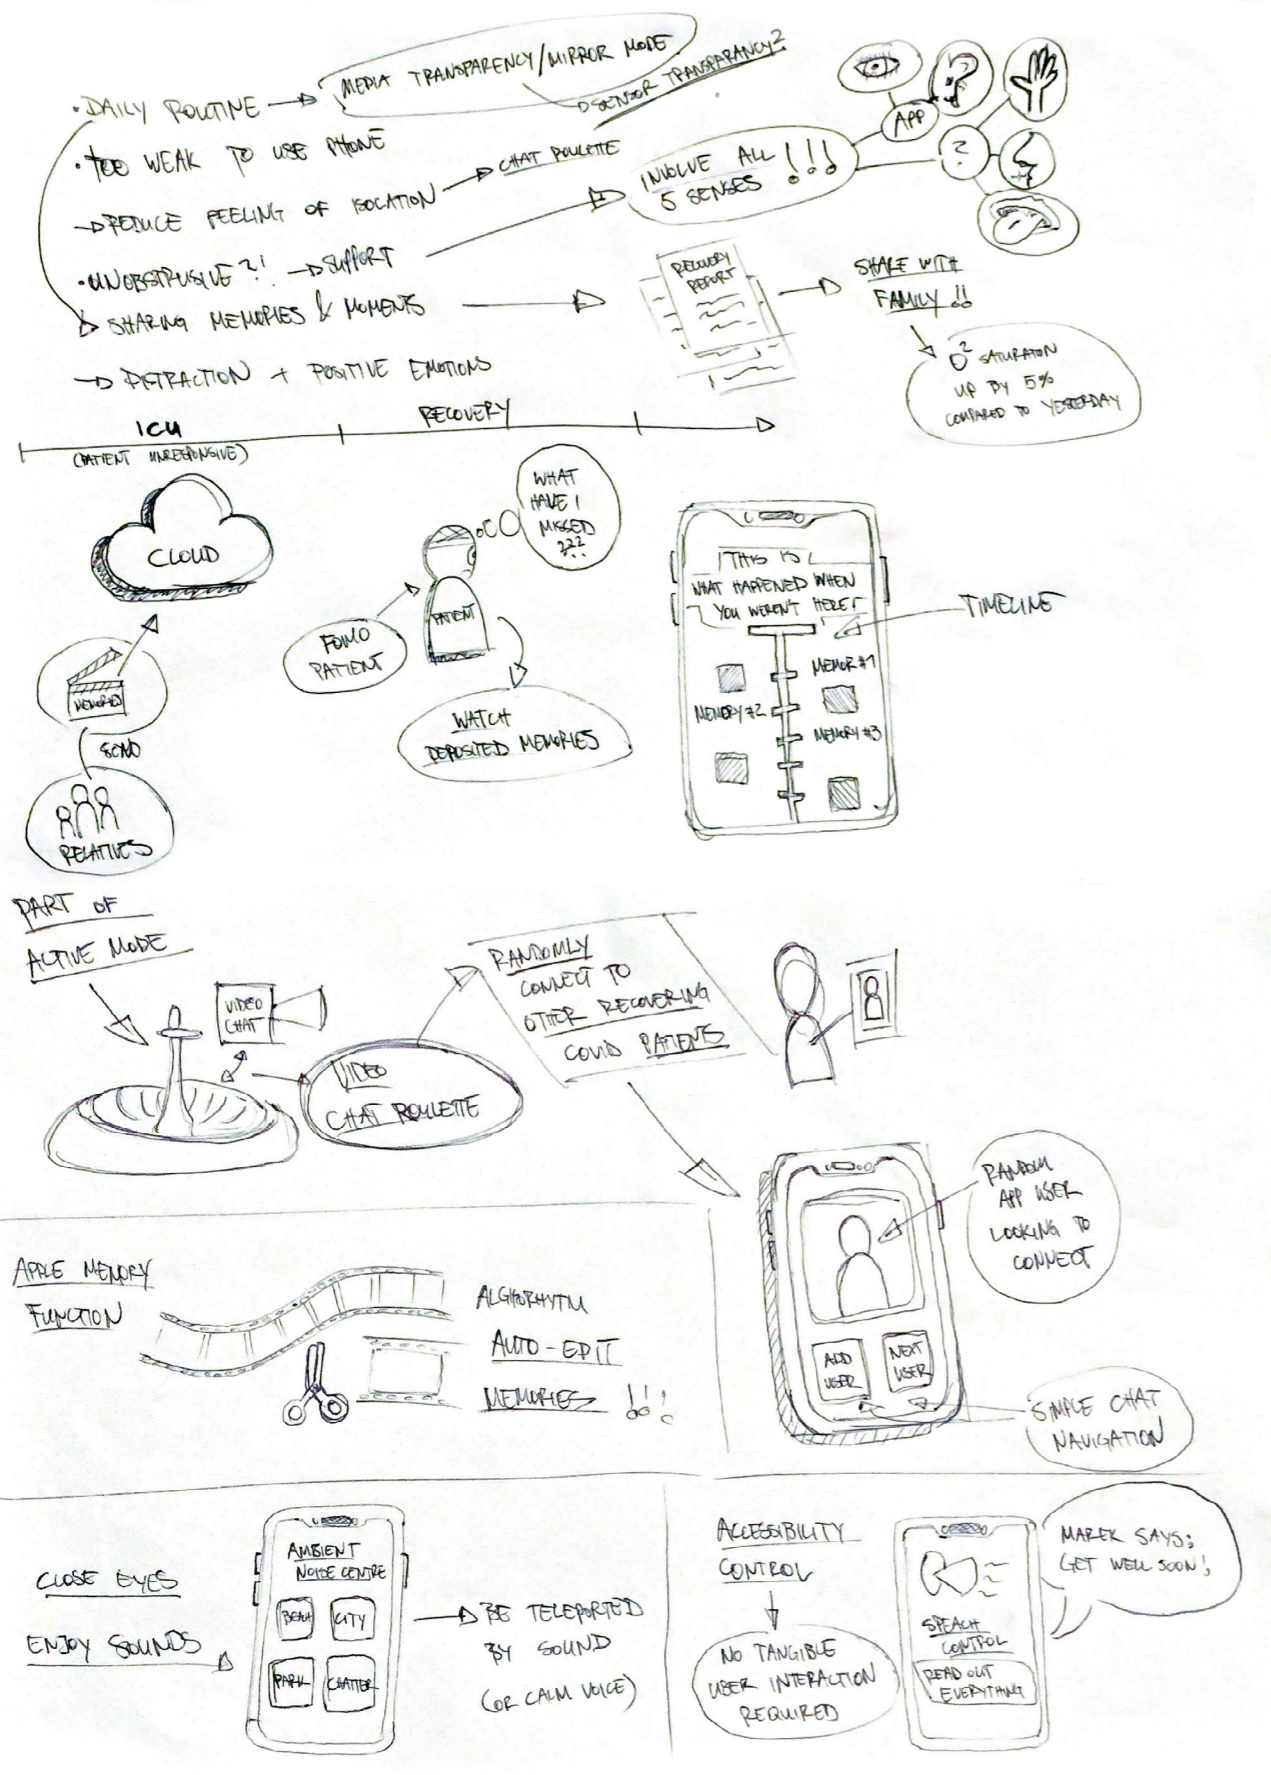 MEDIA TRANSPARENCY/MIRROR MODE
→ SENSOR TRANSPARANCY?
• DAILY ROUTINE →
• TOO WEAK TO USE PHONE
→ REDUCE FEELING OF ISOLATION → CHAT ROULETTE
• UNOBSTRUSIVE?! → SUPPORT
SHARING MEMORIES & MOMENTS
→ DISTRACTION + POSITIVE EMOTIONS
INVOLVE ALL
5 SENSES !!!
APP
?
RECOVERY
REPORT
SHARE WITH
FAMILY !!
O² SATURATON
UP BY 5%
COMPARED TO YESTERDAY
ICU
(PATIENT UNRESPONSIVE)
RECOVERY
CLOUD
MEMORIES
SEND
RELATIVES
FOMO
PATIENT
PATIENT
WHAT
HAVE I
MISSED
???
WATCH
DEPOSITED MEMORIES
THIS IS
WHAT HAPPENED WHEN
YOU WEREN'T HERE!
MEMOR #1
MEMORY #2
MEMORY #3
TIMELINE
PART OF
ACTIVE MODE
VIDEO
CHAT
VIDEO
CHAT ROULETTE
RANDOMLY
CONNECT TO
OTHER RECOVERING
COVID PATIENTS
RANDOM
APP USER
LOOKING TO
CONNECT
ADD
USER
NEXT
USER
SIMPLE CHAT
NAVIGATION
APPLE MEMORY
FUNCTION
ALGHORHYTM
AUTO-EDIT
MEMORIES !!!
CLOSE EYES
ENJOY SOUNDS
AMBIENT
NOISE CENTRE
BEACH
CITY
PARK
CHATTER
→ BE TELEPORTED
BY SOUND
(OR CALM VOICE)
ACCESSIBILITY
CONTROL
NO TANGIBLE
USER INTERACTION
REQUIRED
SPEACH
CONTROL
READ OUT
EVERYTHING
MAREK SAYS:
GET WELL SOON!